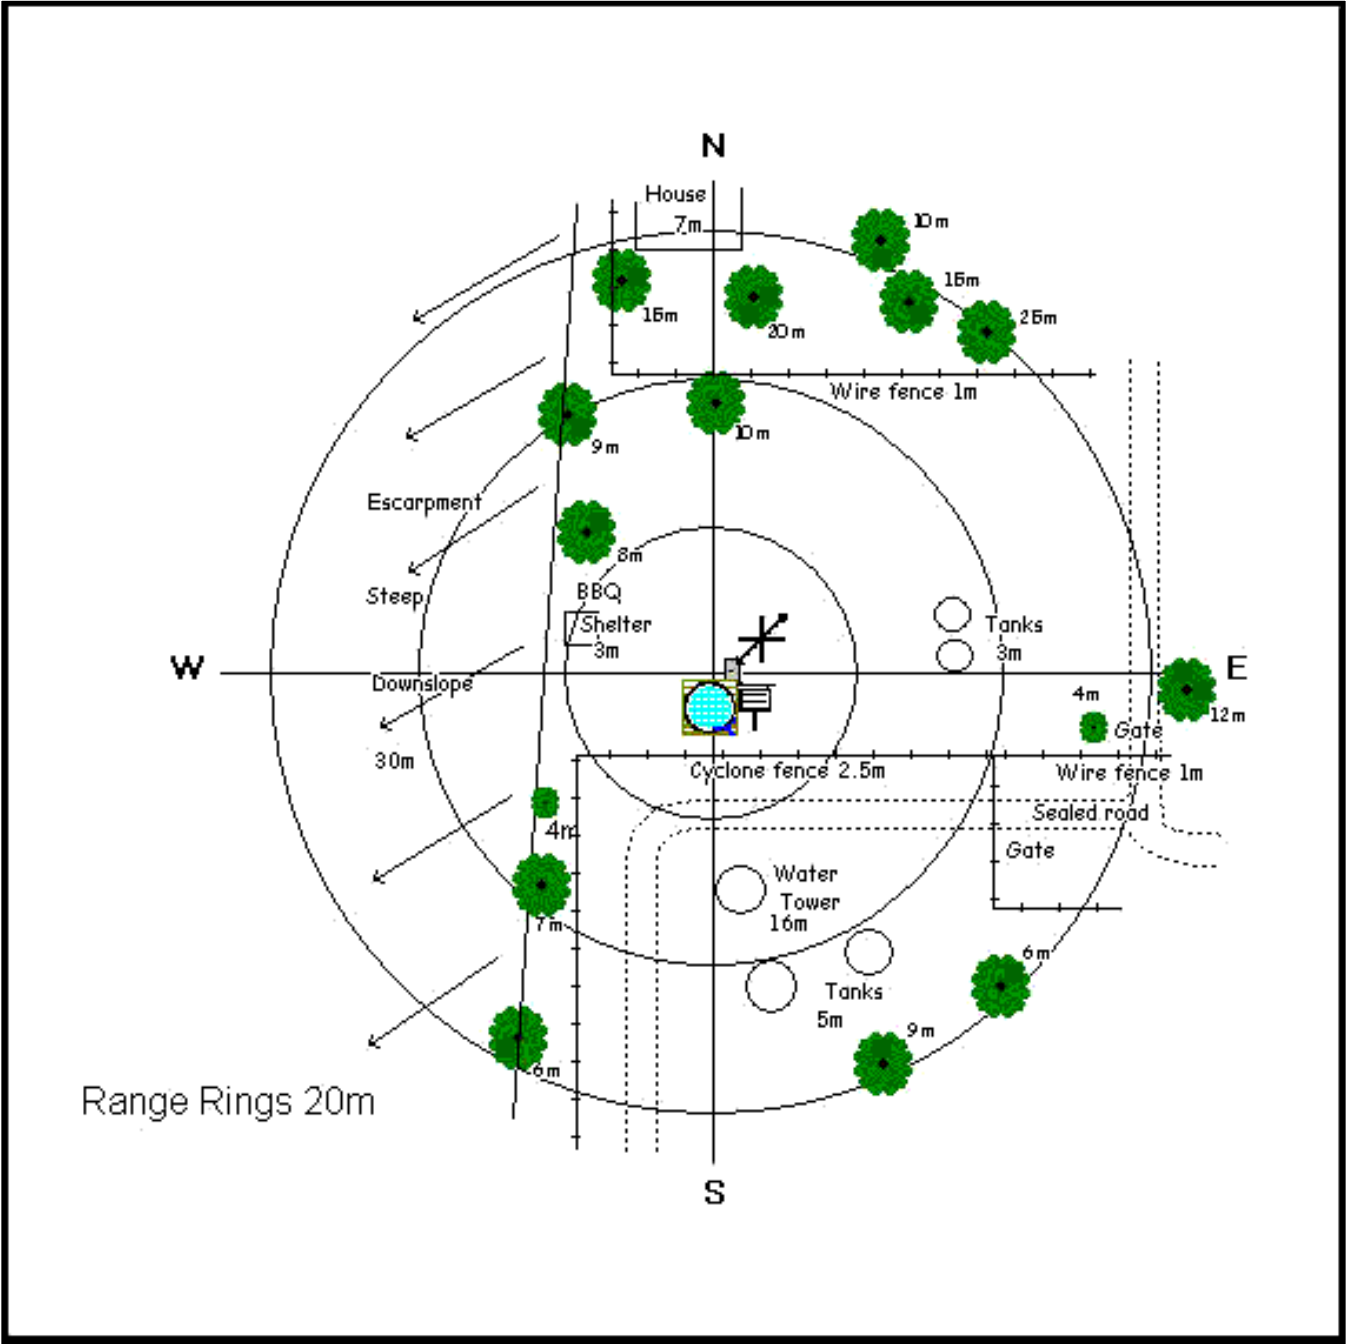 N
House
7m
10m
15m
15m
20m
25m
Wire fence 1m
9m
10m
Escarpment
8m
BBQ
Steep
Shelter
3m
Tanks
3m
W
E
Downslope
4m
12m
Gate
30m
Cyclone fence 2.5m
Wire fence 1m
Sealed road
4m
Gate
Water
Tower
16m
7m
6m
Tanks
5m
9m
6m
Range Rings 20m
S